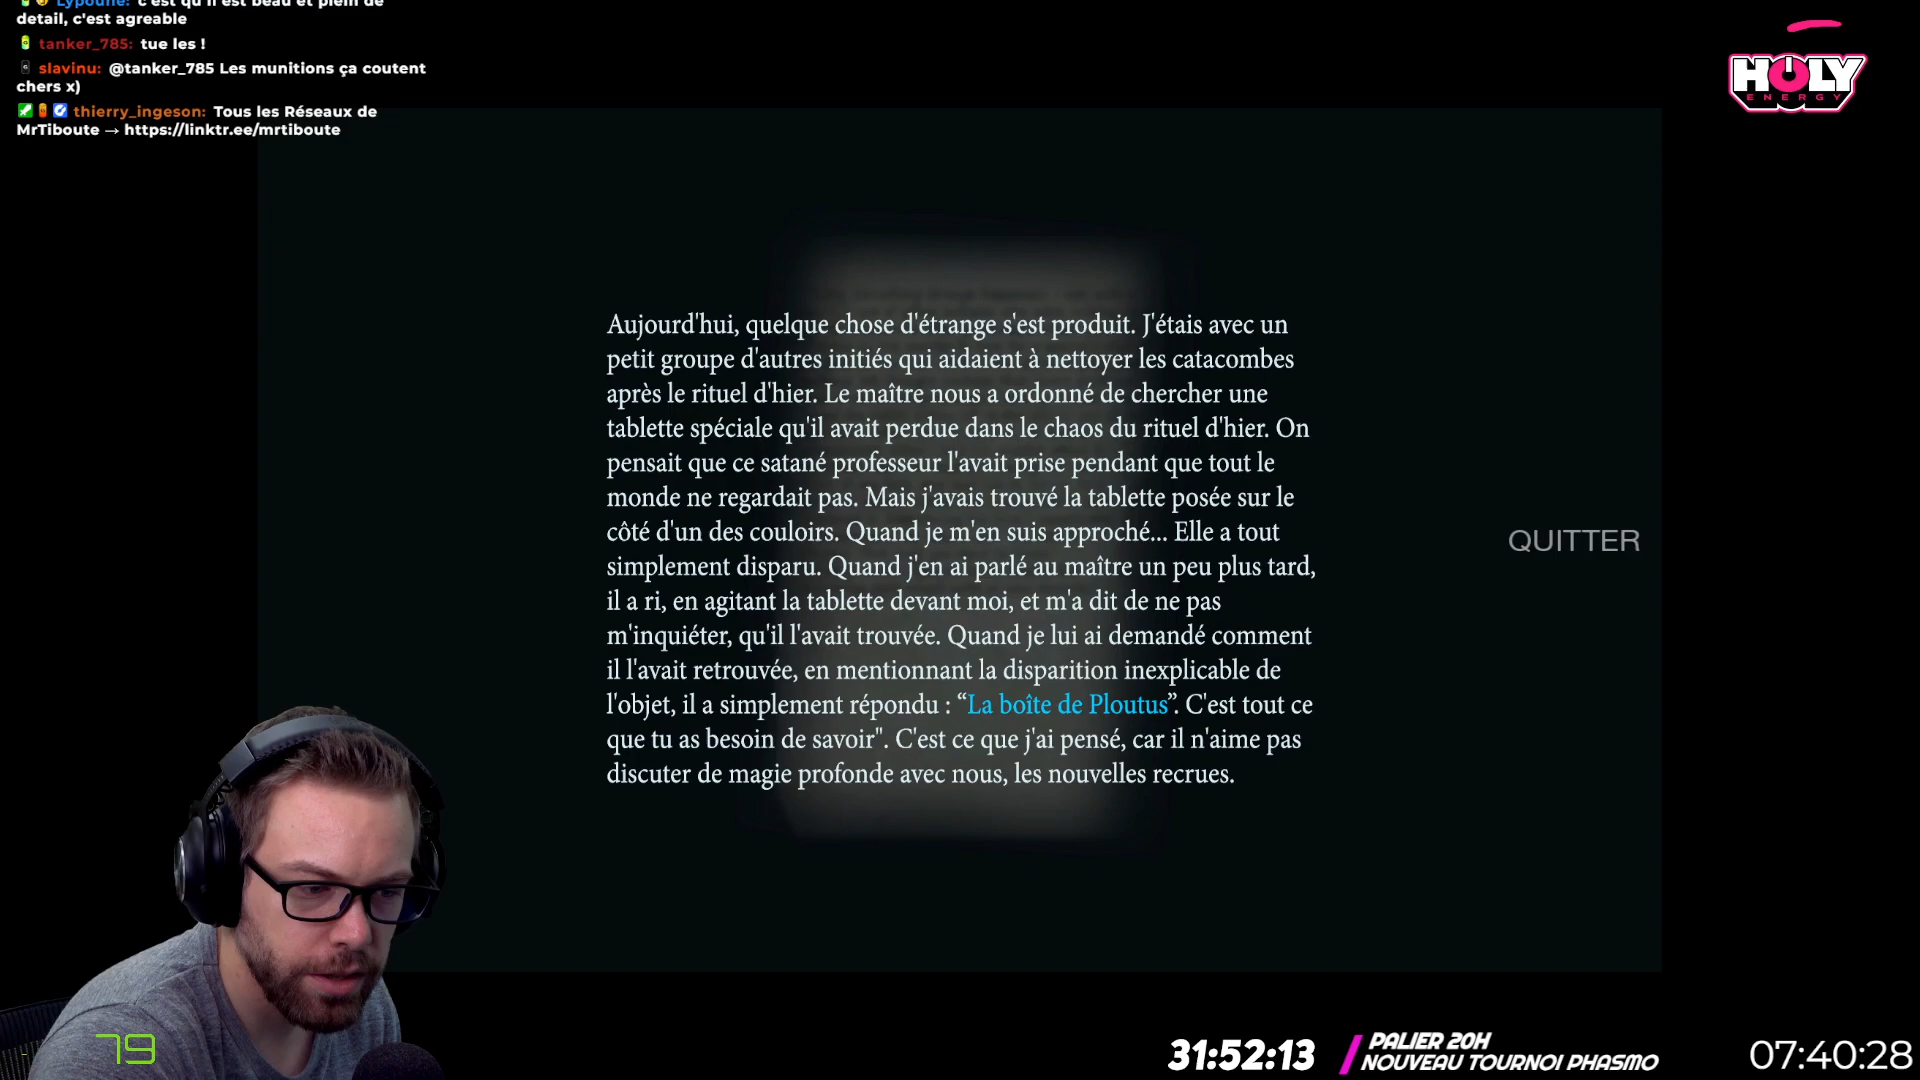 Lypoune: c'est qu'il est beau et plein de
detail, c'est agreable
tanker_785: tue les !
slavinu: @tanker_785 Les munitions ça coutent
chers x)
thierry_ingeson: Tous les Réseaux de
MrTiboute → https://linktr.ee/mrtiboute
HOLY
ENERGY
Aujourd'hui, quelque chose d'étrange s'est produit. J'étais avec un
petit groupe d'autres initiés qui aidaient à nettoyer les catacombes
après le rituel d'hier. Le maître nous a ordonné de chercher une
tablette spéciale qu'il avait perdue dans le chaos du rituel d'hier. On
pensait que ce satané professeur l'avait prise pendant que tout le
monde ne regardait pas. Mais j'avais trouvé la tablette posée sur le
côté d'un des couloirs. Quand je m'en suis approché... Elle a tout
simplement disparu. Quand j'en ai parlé au maître un peu plus tard,
il a ri, en agitant la tablette devant moi, et m'a dit de ne pas
m'inquiéter, qu'il l'avait trouvée. Quand je lui ai demandé comment
il l'avait retrouvée, en mentionnant la disparition inexplicable de
l'objet, il a simplement répondu : “La boîte de Ploutus”. C'est tout ce
que tu as besoin de savoir". C'est ce que j'ai pensé, car il n'aime pas
discuter de magie profonde avec nous, les nouvelles recrues.
QUITTER
79
31:52:13
PALIER 20H
NOUVEAU TOURNOI PHASMO
07:40:28